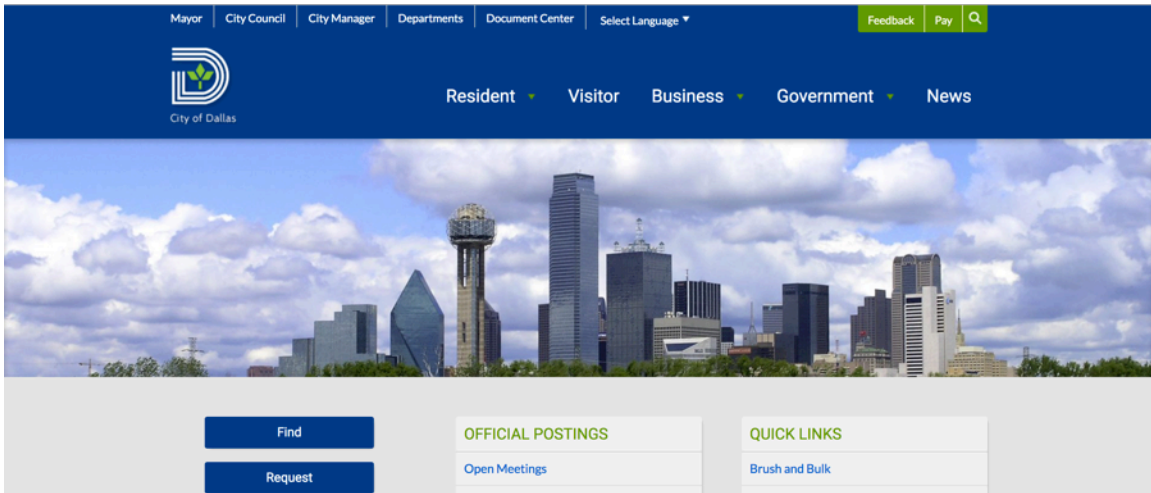 Mayor City Council City Manager Departments Document Center Select Language ▼ Feedback Pay
City of Dallas
Resident Visitor Business Government News
Find
Request
OFFICIAL POSTINGS
Open Meetings
QUICK LINKS
Brush and Bulk